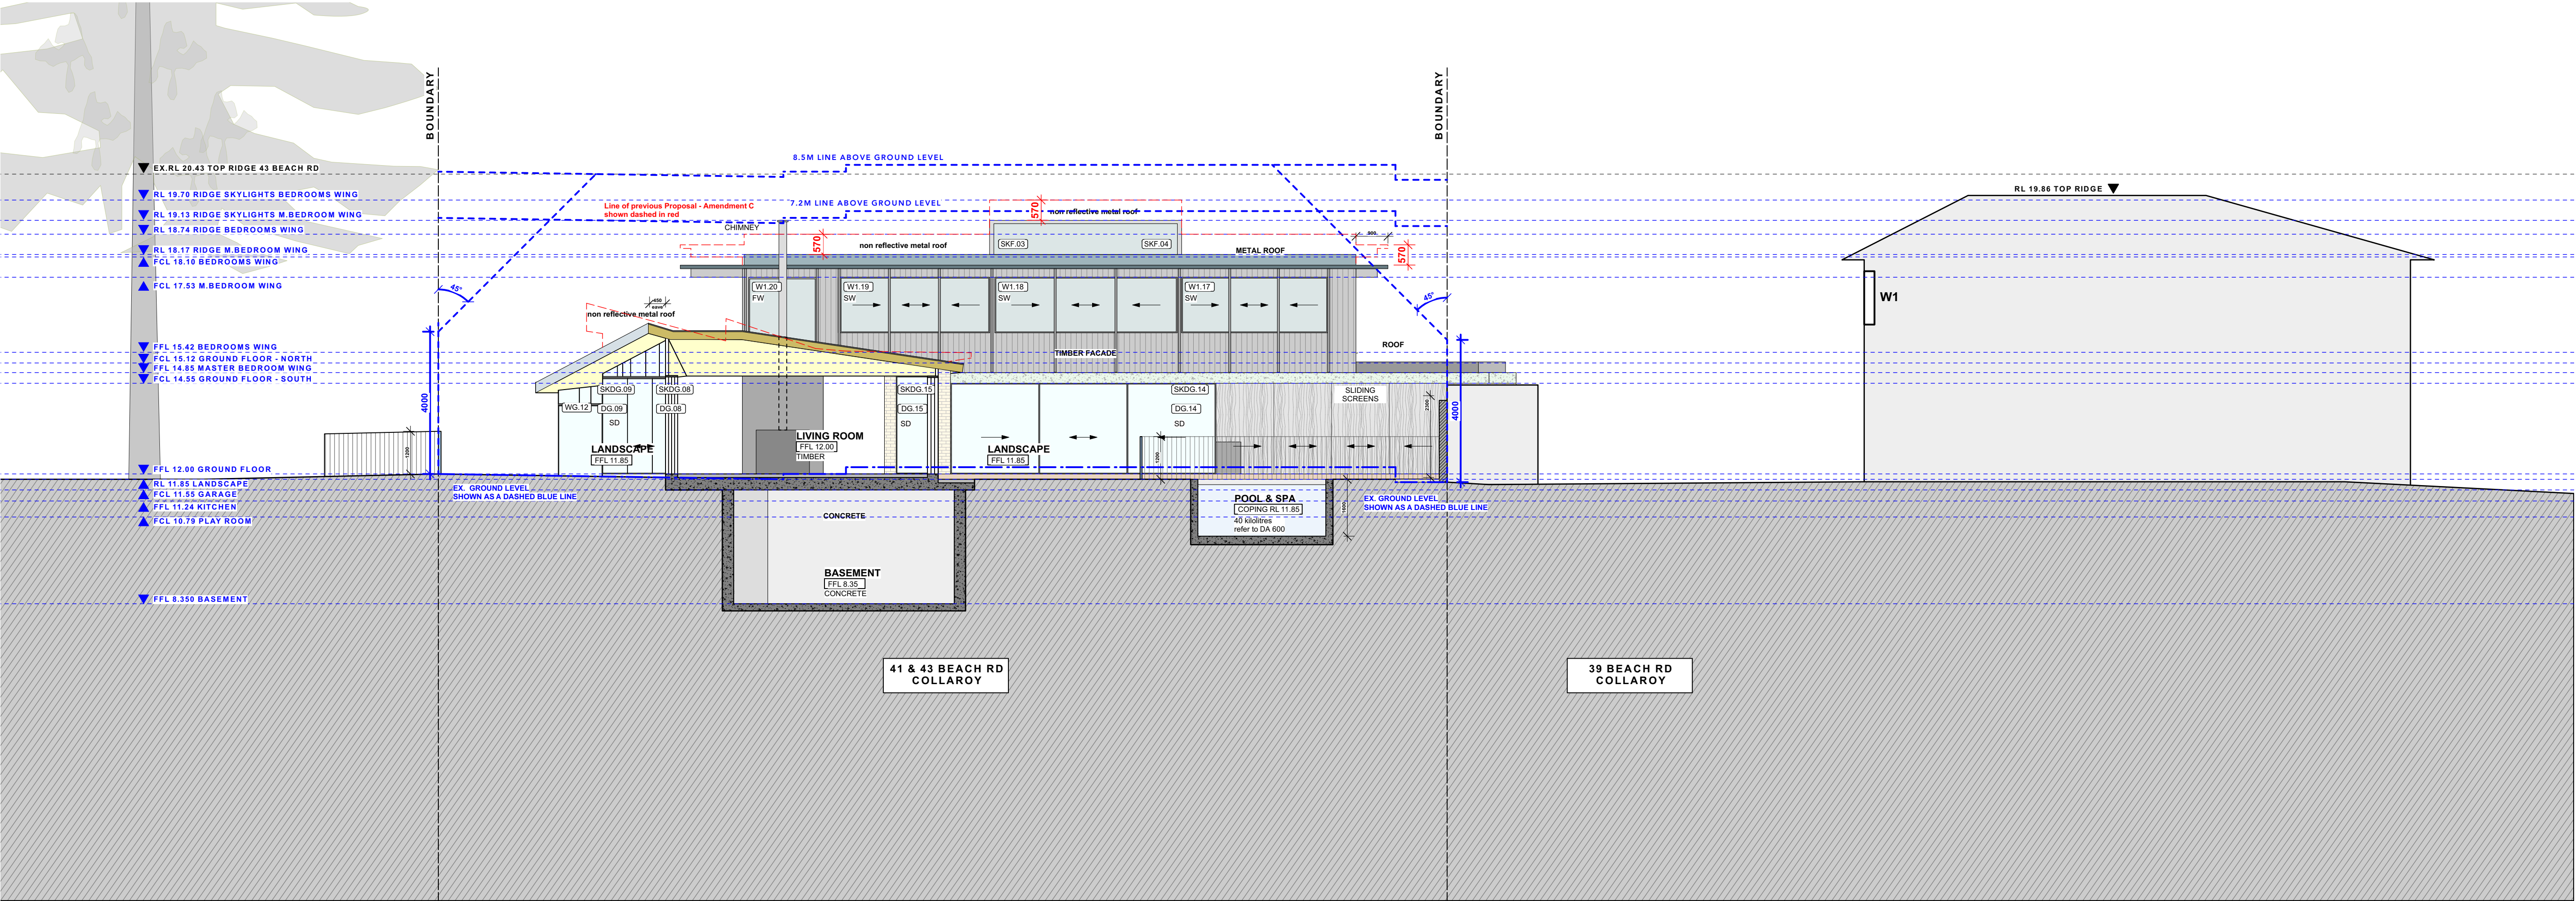 BOUNDARY
BOUNDARY
EX.RL 20.43 TOP RIDGE 43 BEACH RD
RL 19.70 RIDGE SKYLIGHTS BEDROOMS WING
RL 19.13 RIDGE SKYLIGHTS M.BEDROOM WING
RL 18.74 RIDGE BEDROOMS WING
RL 18.17 RIDGE M.BEDROOM WING
FCL 18.10 BEDROOMS WING
FCL 17.53 M.BEDROOM WING
FFL 15.42 BEDROOMS WING
FCL 15.12 GROUND FLOOR - NORTH
FFL 14.85 MASTER BEDROOM WING
FCL 14.55 GROUND FLOOR - SOUTH
FFL 12.00 GROUND FLOOR
RL 11.85 LANDSCAPE
FCL 11.55 GARAGE
FFL 11.24 KITCHEN
FCL 10.79 PLAY ROOM
FFL 8.350 BASEMENT
8.5M LINE ABOVE GROUND LEVEL
7.2M LINE ABOVE GROUND LEVEL
Line of previous Proposal - Amendment C
shown dashed in red
CHIMNEY
570
non reflective metal roof
570
non reflective metal roof
SKF.03
SKF.04
METAL ROOF
900
570
RL 19.86 TOP RIDGE
45°
45°
W1
W1.20
FW
W1.19
SW
W1.18
SW
W1.17
SW
450
eave
non reflective metal roof
TIMBER FACADE
ROOF
4000
4000
SKDG.09
SKDG.08
SKDG.15
SKDG.14
SLIDING
SCREENS
2300
WG.12
DG.09
DG.08
DG.15
DG.14
SD
SD
SD
1200
LIVING ROOM
FFL 12.00
TIMBER
LANDSCAPE
FFL 11.85
LANDSCAPE
FFL 11.85
1200
EX. GROUND LEVEL
SHOWN AS A DASHED BLUE LINE
POOL & SPA
COPING RL 11.85
40 kilolitres
refer to DA 600
1600
EX. GROUND LEVEL
SHOWN AS A DASHED BLUE LINE
CONCRETE
BASEMENT
FFL 8.35
CONCRETE
41 & 43 BEACH RD
COLLAROY
39 BEACH RD
COLLAROY